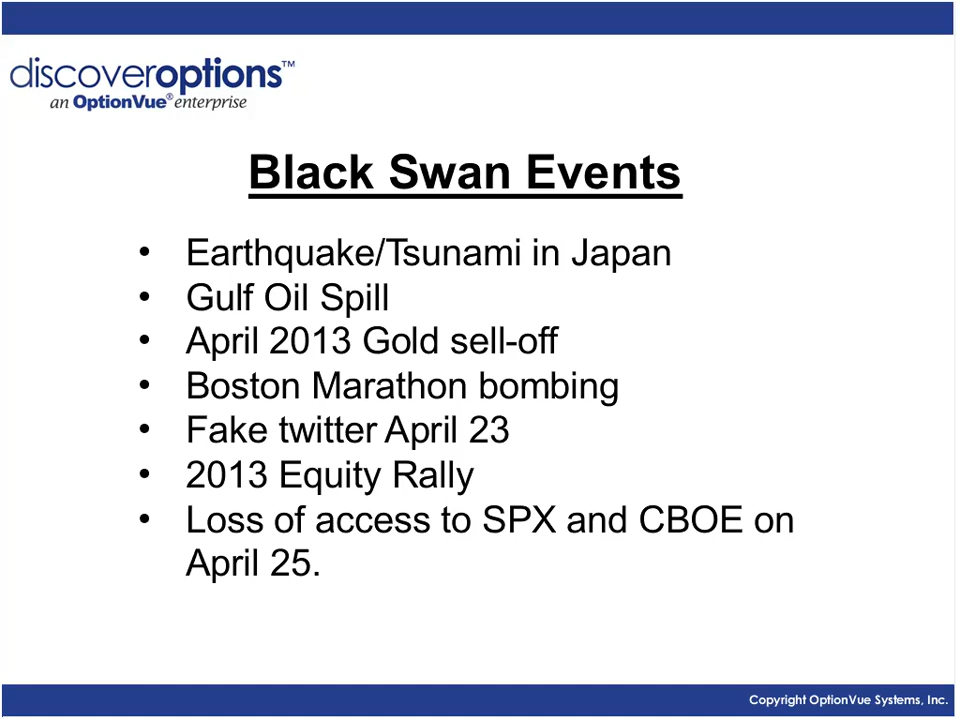 discoveroptions™
an OptionVue® enterprise
Black Swan Events
• Earthquake/Tsunami in Japan
• Gulf Oil Spill
• April 2013 Gold sell-off
• Boston Marathon bombing
• Fake twitter April 23
• 2013 Equity Rally
• Loss of access to SPX and CBOE on
April 25.
Copyright OptionVue Systems, Inc.